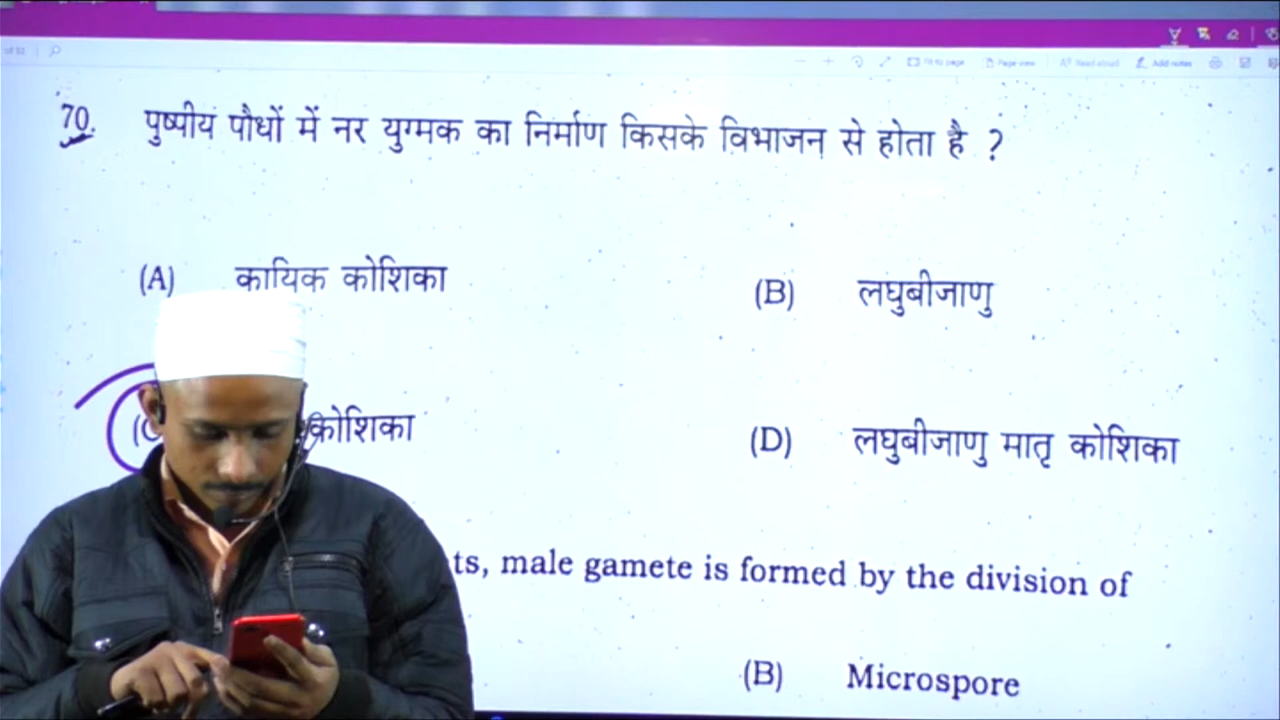 70. पुष्पीय पौधों में नर युग्मक का निर्माण किसके विभाजन से होता है ?
(A) कायिक कोशिका (B) लघुबीजाणु
कोशिका (D) लघुबीजाणु मातृ कोशिका
ts, male gamete is formed by the division of
(B) Microspore